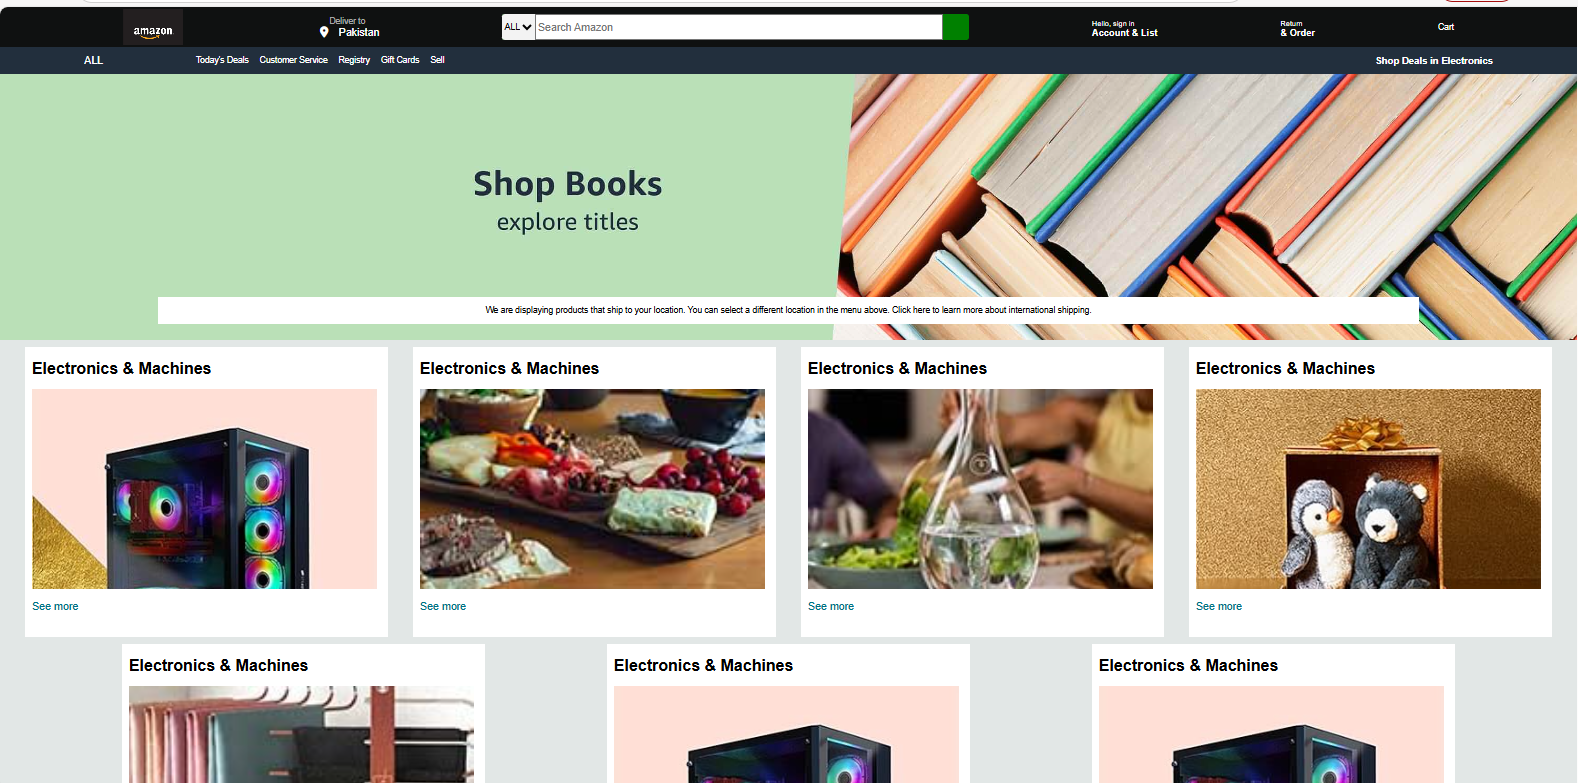 amazon
Deliver to
Pakistan
ALL
Search Amazon
Hello, sign in
Account & List
Return
& Order
Cart
ALL
Today's Deals Customer Service Registry Gift Cards Sell
Shop Deals in Electronics
Shop Books
explore titles
We are displaying products that ship to your location. You can select a different location in the menu above. Click here to learn more about international shipping.
Electronics & Machines
Electronics & Machines
Electronics & Machines
Electronics & Machines
See more
See more
See more
See more
Electronics & Machines
Electronics & Machines
Electronics & Machines